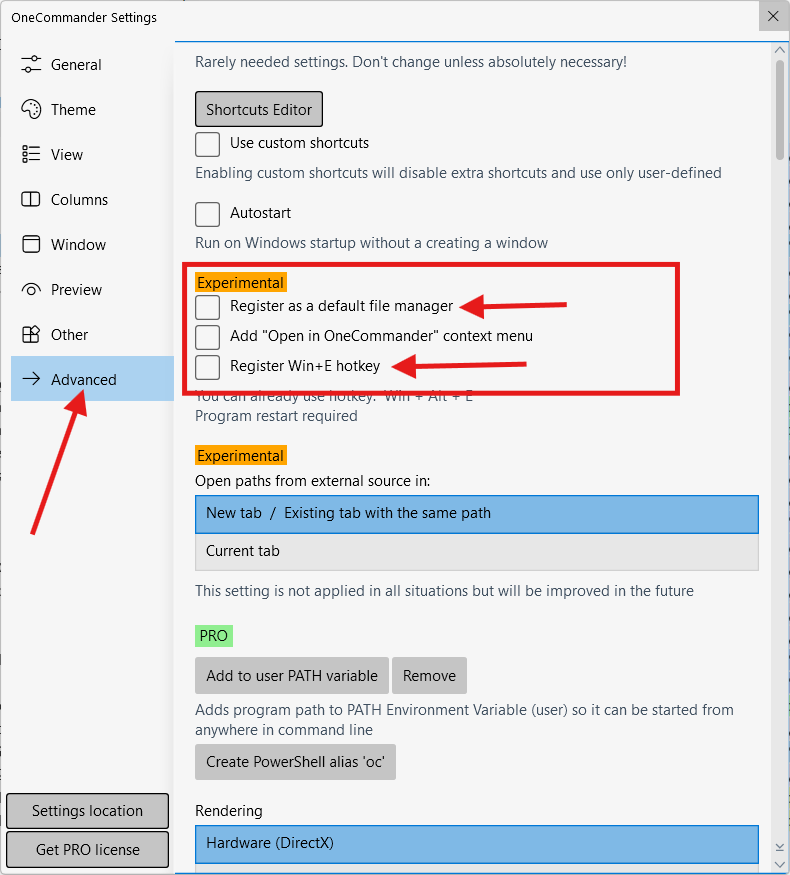 OneCommander Settings
General
Theme
View
Columns
Window
Preview
Other
Advanced
Settings location
Get PRO license
Rarely needed settings. Don't change unless absolutely necessary!
Shortcuts Editor
Use custom shortcuts
Enabling custom shortcuts will disable extra shortcuts and use only user-defined
Autostart
Run on Windows startup without a creating a window
Experimental
Register as a default file manager
Add "Open in OneCommander" context menu
Register Win+E hotkey
You can already use hotkey: Win + Alt + E
Program restart required
Experimental
Open paths from external source in:
New tab / Existing tab with the same path
Current tab
This setting is not applied in all situations but will be improved in the future
PRO
Add to user PATH variable
Remove
Adds program path to PATH Environment Variable (user) so it can be started from
anywhere in command line
Create PowerShell alias 'oc'
Rendering
Hardware (DirectX)